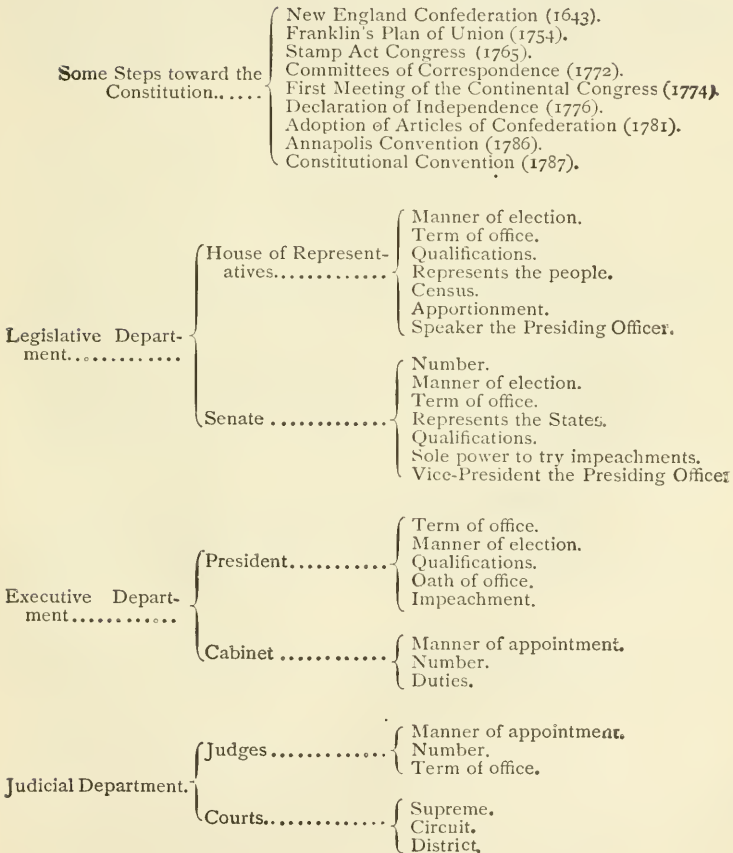 New England Confederation (1643).
Franklin's Plan of Union (1754).
Stamp Act Congress (1765).
Committees of Correspondence (1772).
First Meeting of the Continental Congress (1774).
Declaration of Independence (1776).
Adoption of Articles of Confederation (1781).
Annapolis Convention (1786).
Constitutional Convention (1787).
Some Steps toward the
Constitution......
Legislative Depart-
ment............
House of Represent-
atives.............
Manner of election.
Term of office.
Qualifications.
Represents the people.
Census.
Apportionment.
Speaker the Presiding Officer.
Senate .............
Number.
Manner of election.
Term of office.
Represents the States.
Qualifications.
Sole power to try impeachments.
Vice-President the Presiding Officer
Executive Depart-
ment............
President...........
Term of office.
Manner of election.
Qualifications.
Oath of office.
Impeachment.
Cabinet ............
Manner of appointment.
Number.
Duties.
Judicial Department.
Judges.............
Manner of appointment.
Number.
Term of office.
Courts..............
Supreme.
Circuit.
District.